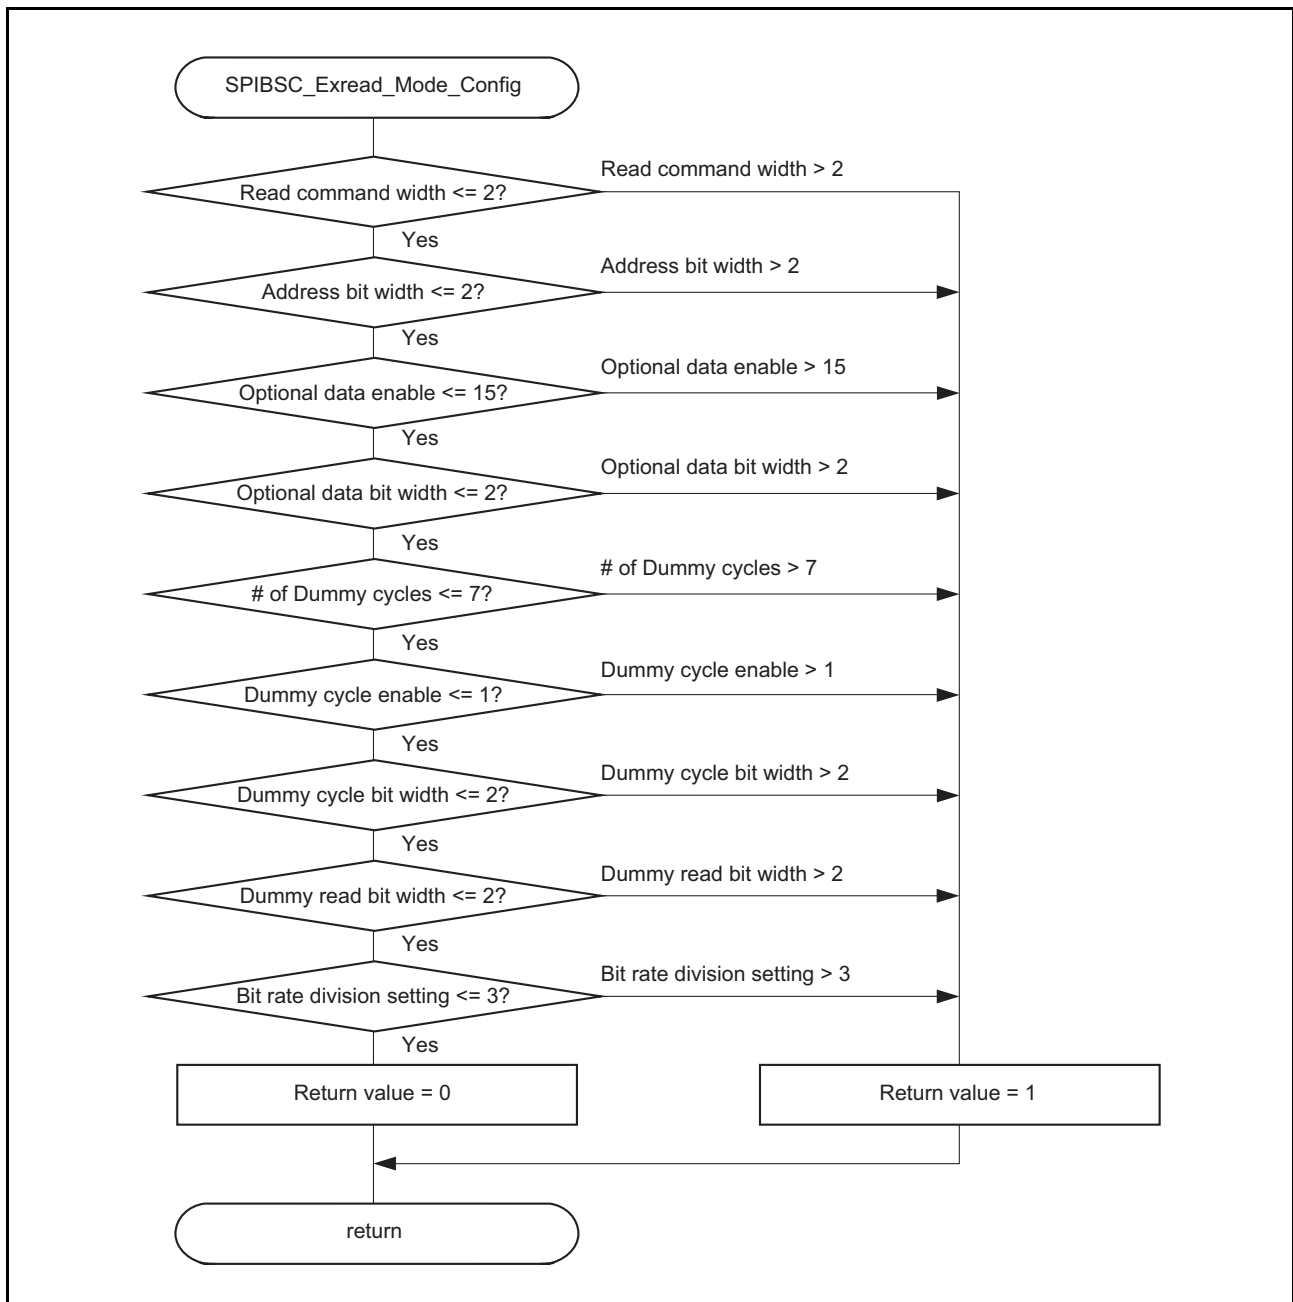 SPIBSC_Exread_Mode_Config
Read command width <= 2?
Read command width > 2
Yes
Address bit width <= 2?
Address bit width > 2
Yes
Optional data enable <= 15?
Optional data enable > 15
Yes
Optional data bit width <= 2?
Optional data bit width > 2
Yes
# of Dummy cycles <= 7?
# of Dummy cycles > 7
Yes
Dummy cycle enable <= 1?
Dummy cycle enable > 1
Yes
Dummy cycle bit width <= 2?
Dummy cycle bit width > 2
Yes
Dummy read bit width <= 2?
Dummy read bit width > 2
Yes
Bit rate division setting <= 3?
Bit rate division setting > 3
Yes
Return value = 0
Return value = 1
return